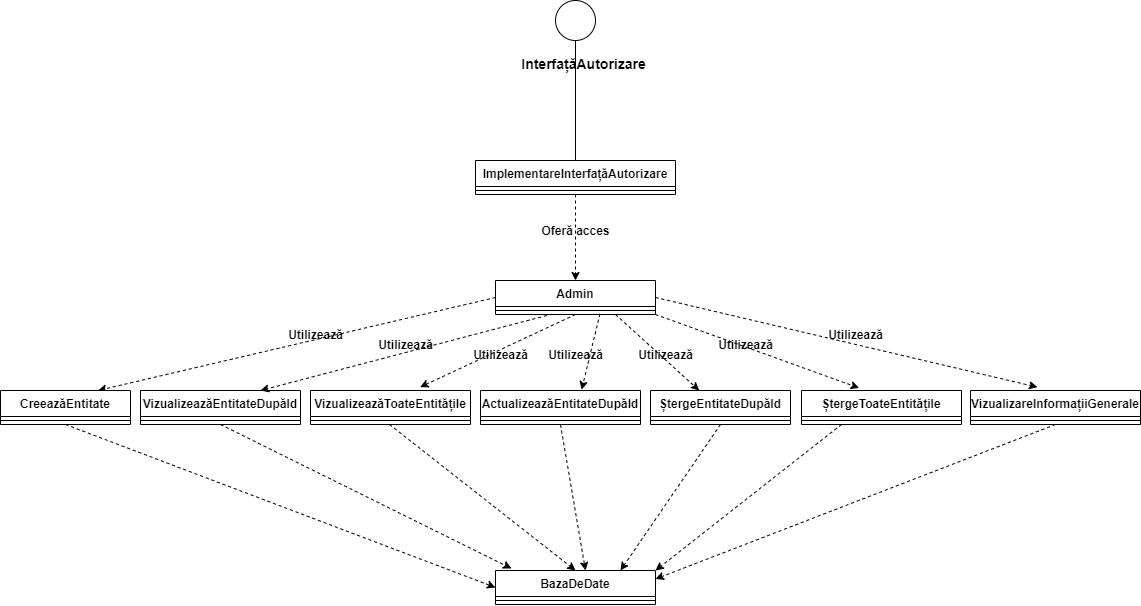 InterfațăAutorizare
ImplementareInterfațăAutorizare
Oferă acces
Admin
Utilizează
Utilizează
Utilizează
Utilizează
Utilizează
Utilizează
Utilizează
CreeazăEntitate
VizualizeazăEntitateDupăId
VizualizeazăToateEntitățile
ActualizeazăEntitateDupăId
ȘtergeEntitateDupăId
ȘtergeToateEntitățile
VizualizareInformațiiGenerale
BazaDeDate